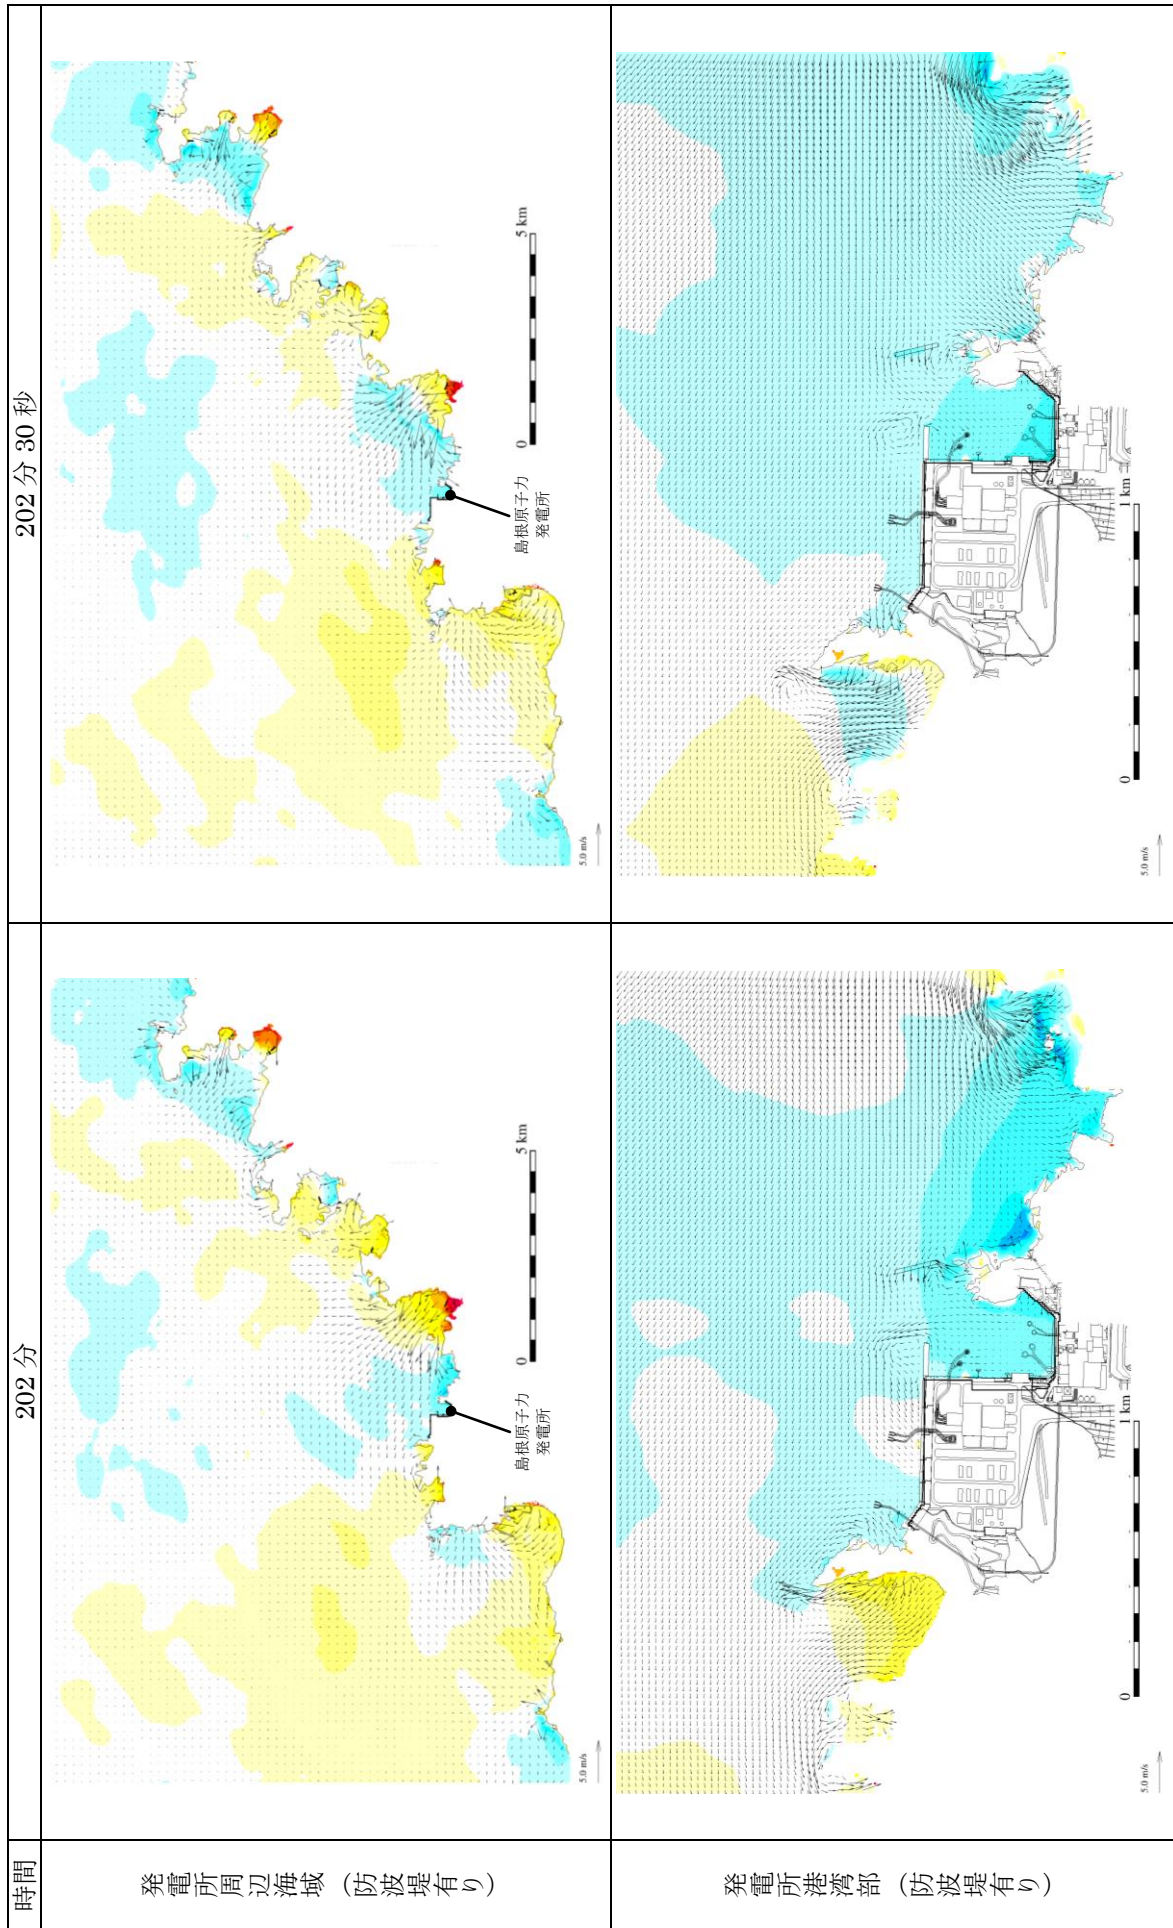 時間
202分
202分30秒
発電所周辺海域（防波堤有り）
島根原子力
発電所
0
5 km
5.0 m/s
島根原子力
発電所
0
5 km
5.0 m/s
発電所港湾部（防波堤有り）
0
1 km
5.0 m/s
0
1 km
5.0 m/s